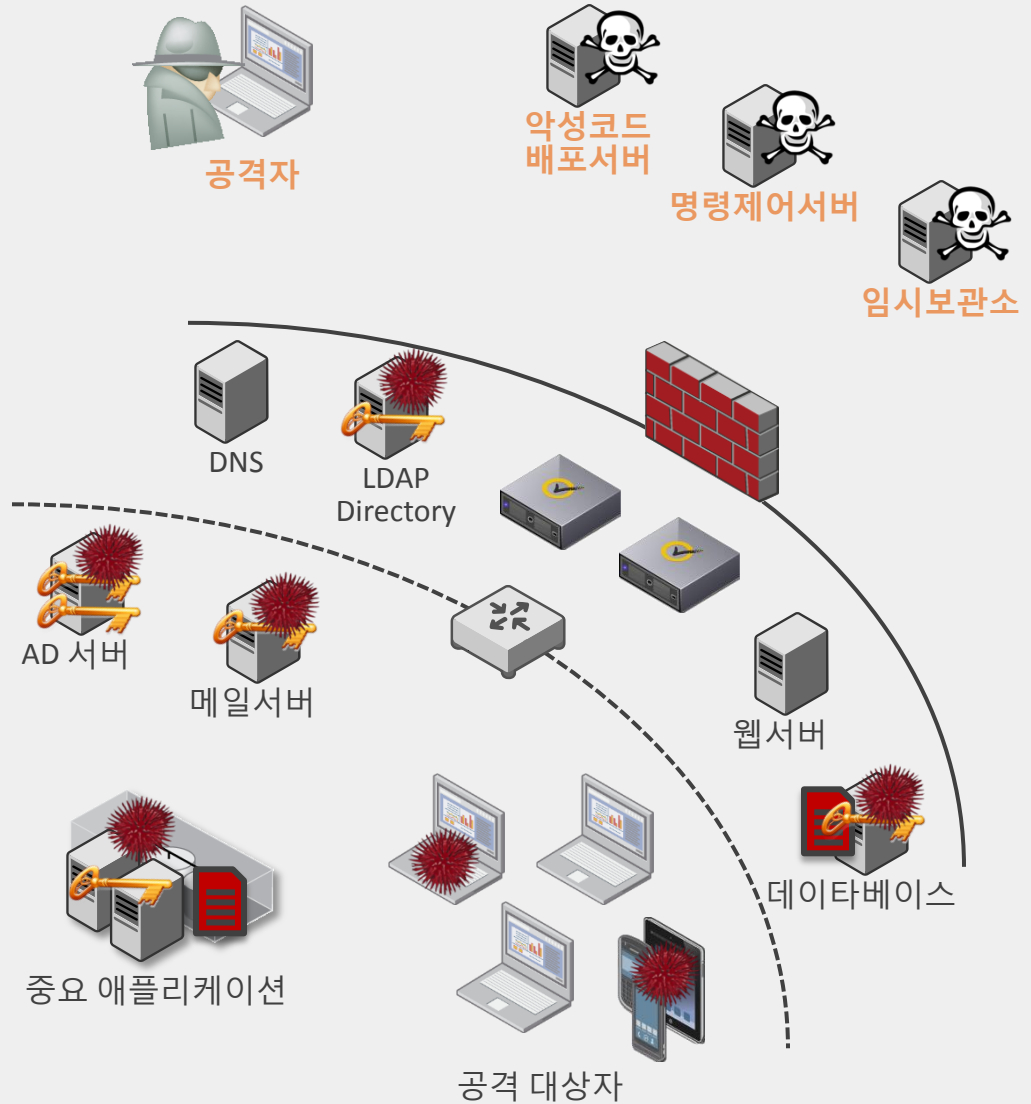 공격자
악성코드
배포서버
명령제어서버
임시보관소
DNS
LDAP
Directory
AD 서버
메일서버
웹서버
데이타베이스
중요 애플리케이션
공격 대상자